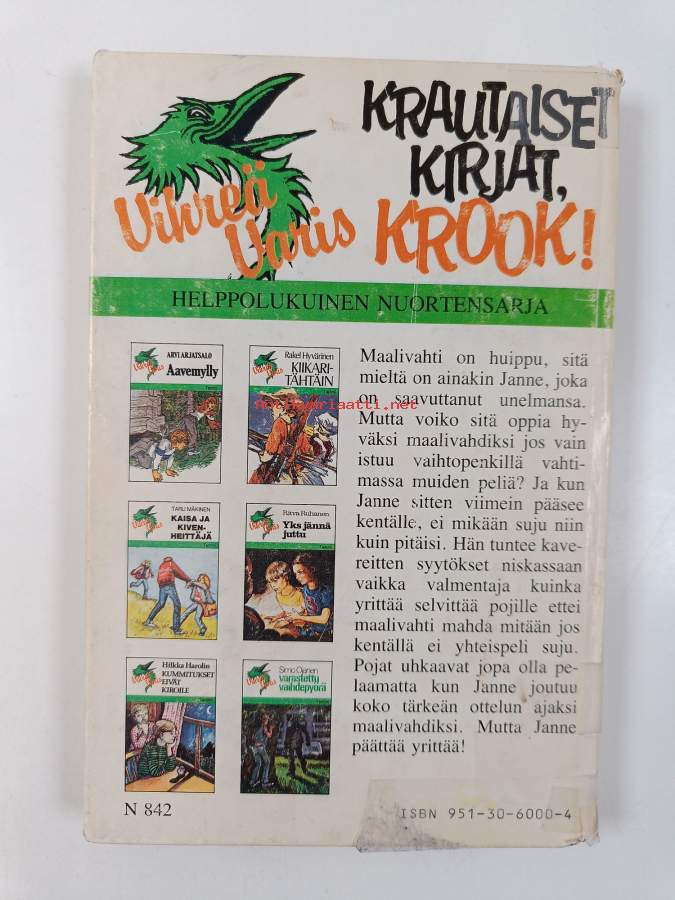 KRAUTAISET
KIRJAT,
KROOK!
Vihreä
Varis
HELPPOLUKUINEN NUORTENSARJA
ARVI ARJATSALO
Aavemylly
Rakel Hyvärinen
KIIKARI-
TÄHTÄIN
TARU MÄKINEN
KAISA JA
KIVEN-
HEITTÄJÄ
Ritva Ruhanen
Yks jännä
juttu
Hilkka Harolin
KUMMITUKSET
EIVÄT
KIROILE
Simo Ojanen
varastettu
vaihdepyörä
Maalivahti on huippu, sitä
mieltä on ainakin Janne, joka
on saavuttanut unelmansa.
Mutta voiko sitä oppia hy-
väksi maalivahdiksi jos vain
istuu vaihtopenkillä vahti-
massa muiden peliä? Ja kun
Janne sitten viimein pääsee
kentälle, ei mikään suju niin
kuin pitäisi. Hän tuntee kave-
reitten syytökset niskassaan
vaikka valmentaja kuinka
yrittää selvittää pojille ettei
maalivahti mahda mitään jos
kentällä ei yhteispeli suju.
Pojat uhkaavat jopa olla pe-
laamatta kun Janne joutuu
koko tärkeän ottelun ajaksi
maalivahdiksi. Mutta Janne
päättää yrittää!
N 842
ISBN 951-30-6000-4
antikvariaatti.net